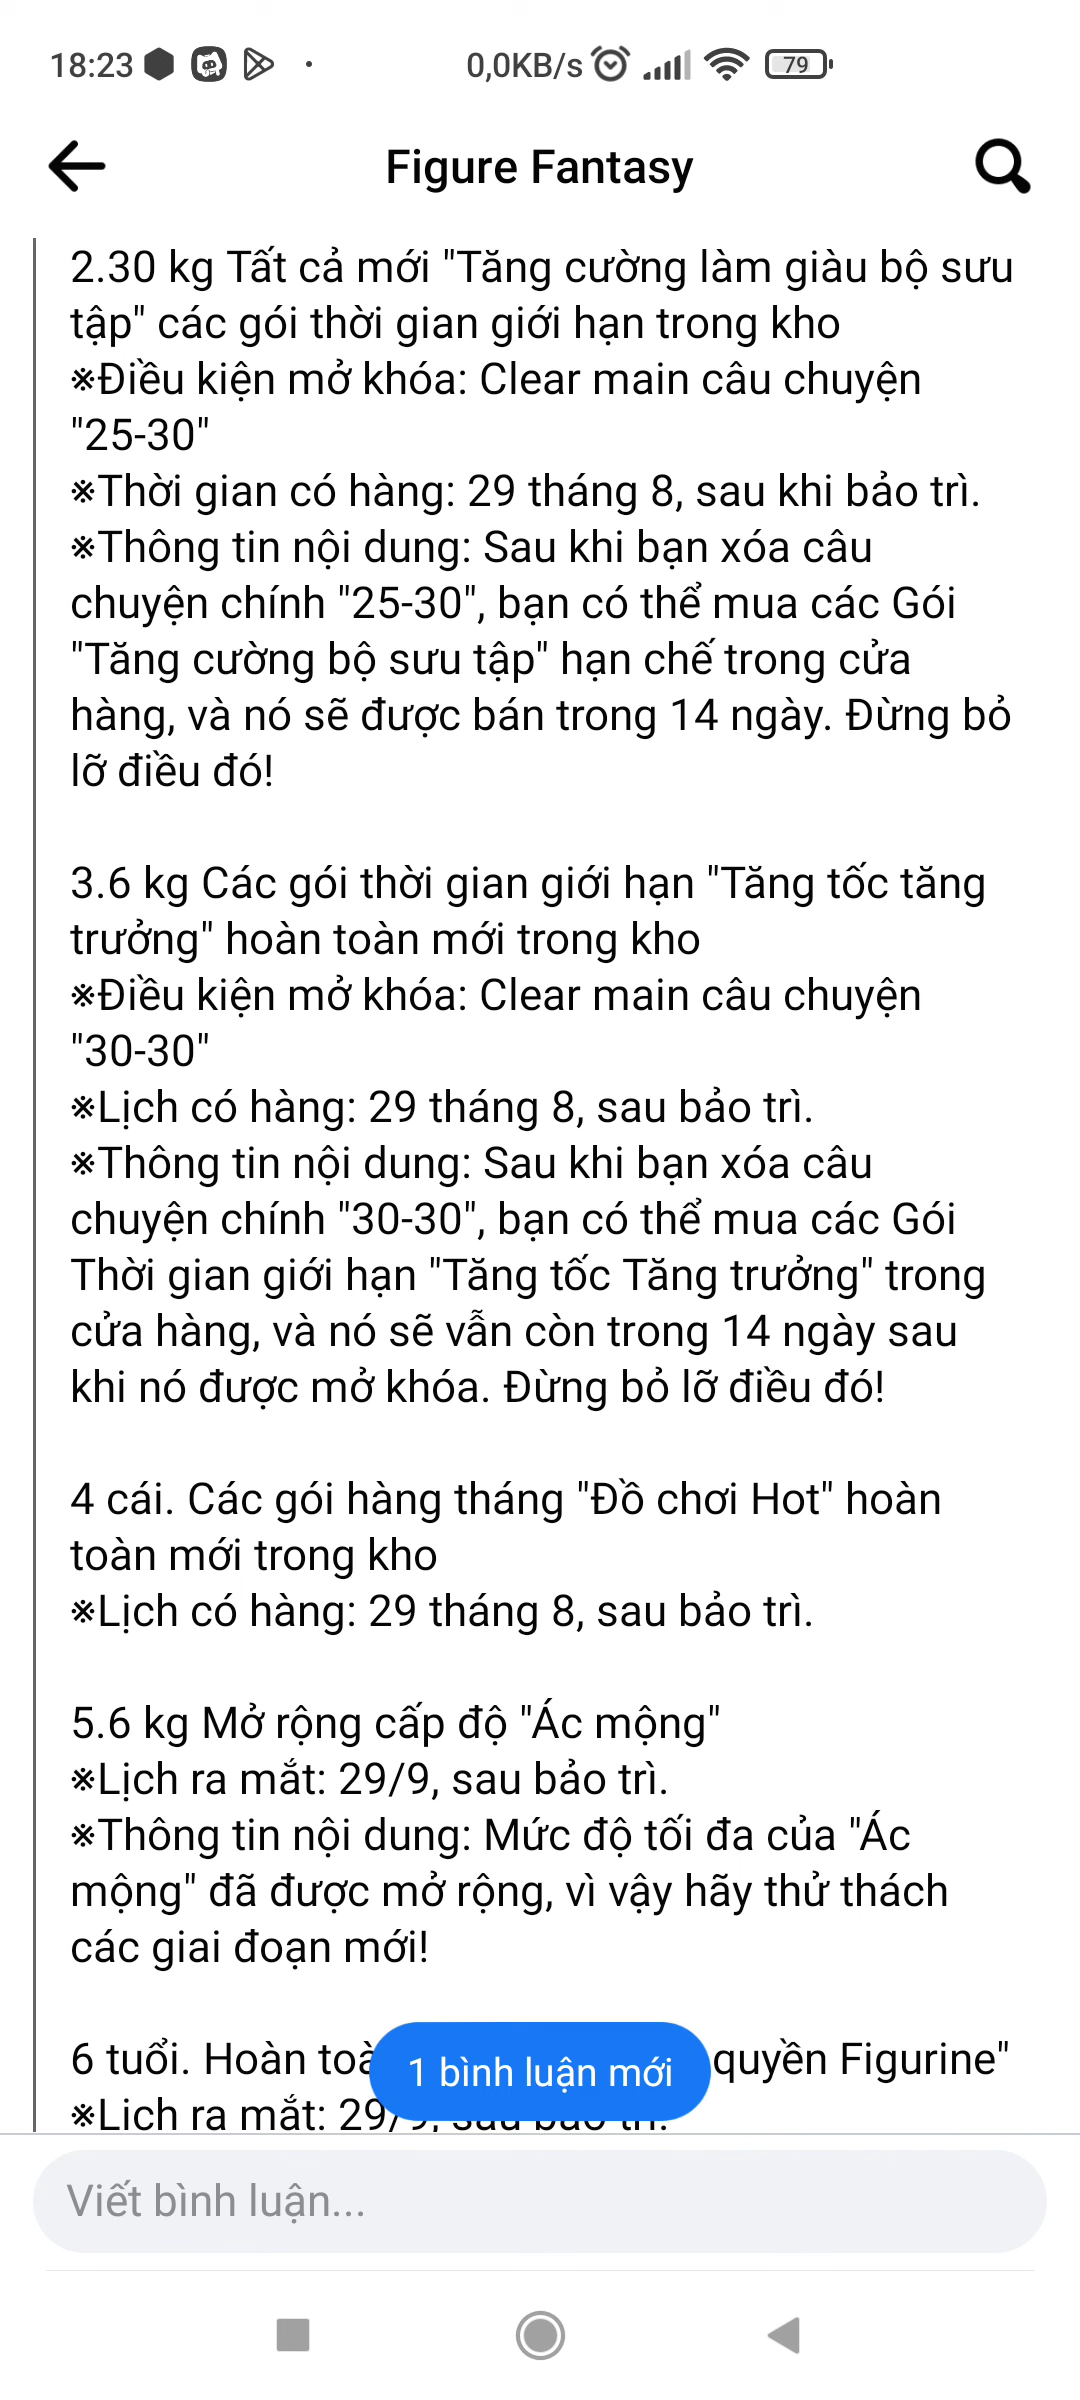 18:23
0,0KB/s
79
Figure Fantasy
2.30 kg Tất cả mới "Tăng cường làm giàu bộ sưu
tập" các gói thời gian giới hạn trong kho
※Điều kiện mở khóa: Clear main câu chuyện
"25-30"
※Thời gian có hàng: 29 tháng 8, sau khi bảo trì.
※Thông tin nội dung: Sau khi bạn xóa câu
chuyện chính "25-30", bạn có thể mua các Gói
"Tăng cường bộ sưu tập" hạn chế trong cửa
hàng, và nó sẽ được bán trong 14 ngày. Đừng bỏ
lỡ điều đó!
3.6 kg Các gói thời gian giới hạn "Tăng tốc tăng
trưởng" hoàn toàn mới trong kho
※Điều kiện mở khóa: Clear main câu chuyện
"30-30"
※Lịch có hàng: 29 tháng 8, sau bảo trì.
※Thông tin nội dung: Sau khi bạn xóa câu
chuyện chính "30-30", bạn có thể mua các Gói
Thời gian giới hạn "Tăng tốc Tăng trưởng" trong
cửa hàng, và nó sẽ vẫn còn trong 14 ngày sau
khi nó được mở khóa. Đừng bỏ lỡ điều đó!
4 cái. Các gói hàng tháng "Đồ chơi Hot" hoàn
toàn mới trong kho
※Lịch có hàng: 29 tháng 8, sau bảo trì.
5.6 kg Mở rộng cấp độ "Ác mộng"
※Lịch ra mắt: 29/9, sau bảo trì.
※Thông tin nội dung: Mức độ tối đa của "Ác
mộng" đã được mở rộng, vì vậy hãy thử thách
các giai đoạn mới!
6 tuổi. Hoàn quyền Figurine"
1 bình luận mới
※Lịch ra mắt: 29/9, sau bảo trì.
Viết bình luận...